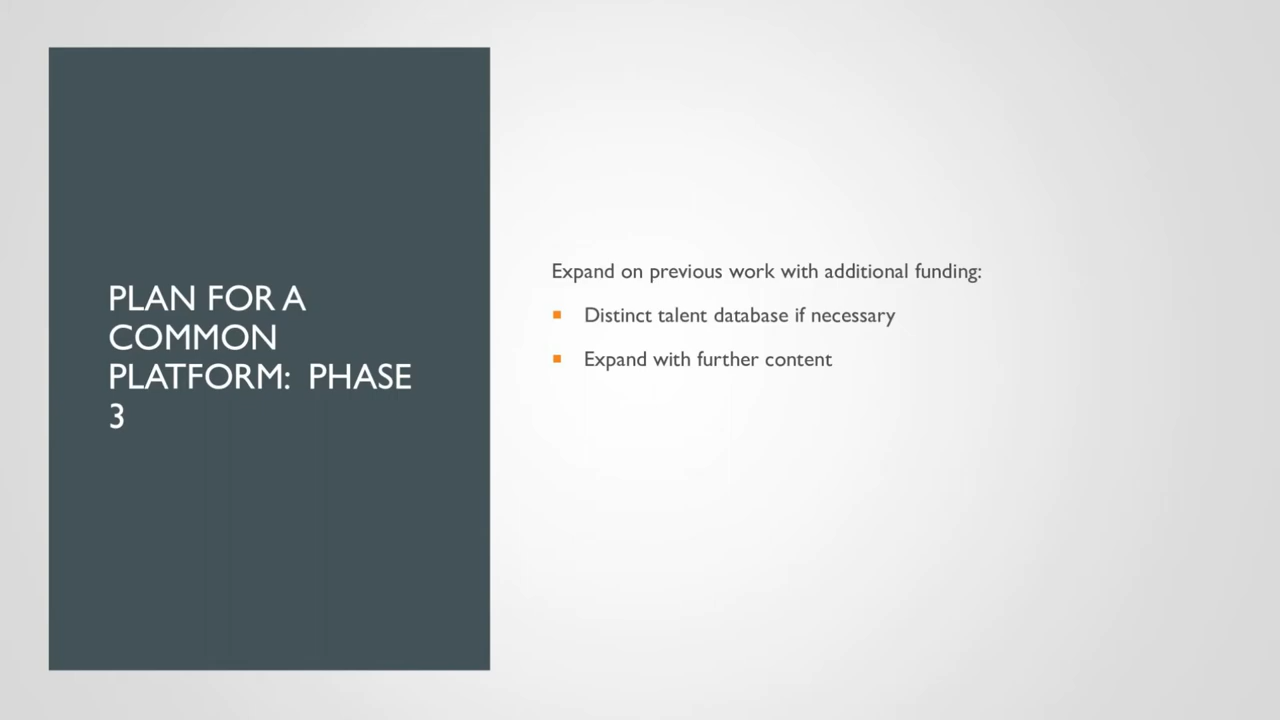 PLAN FOR A
COMMON
PLATFORM:  PHASE
3
Expand on previous work with additional funding:
Distinct talent database if necessary
Expand with further content